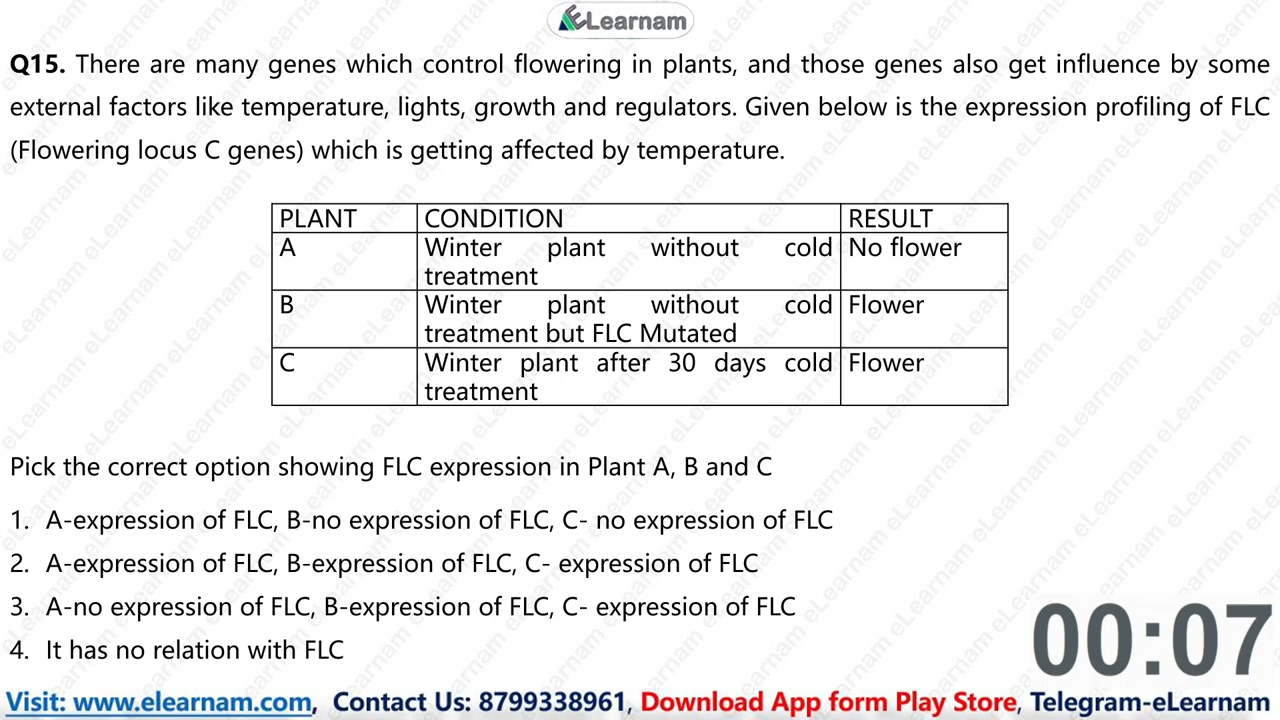 ELearnam
Q15. There are many genes which control flowering in plants, and those genes also get influence by some
external factors like temperature, lights, growth and regulators. Given below is the expression profiling of FLC
(Flowering locus C genes) which is getting affected by temperature.
PLANT CONDITION RESULT
A Winter plant without cold No flower
treatment
B Winter plant without cold Flower
treatment but FLC Mutated
C Winter plant after 30 days cold Flower
treatment
Pick the correct option showing FLC expression in Plant A, B and C
1. A-expression of FLC, B-no expression of FLC, C- no expression of FLC
2. A-expression of FLC, B-expression of FLC, C- expression of FLC
3. A-no expression of FLC, B-expression of FLC, C- expression of FLC
4. It has no relation with FLC
00:07
Visit: www.elearnam.com, Contact Us: 8799338961, Download App form Play Store, Telegram-eLearnam